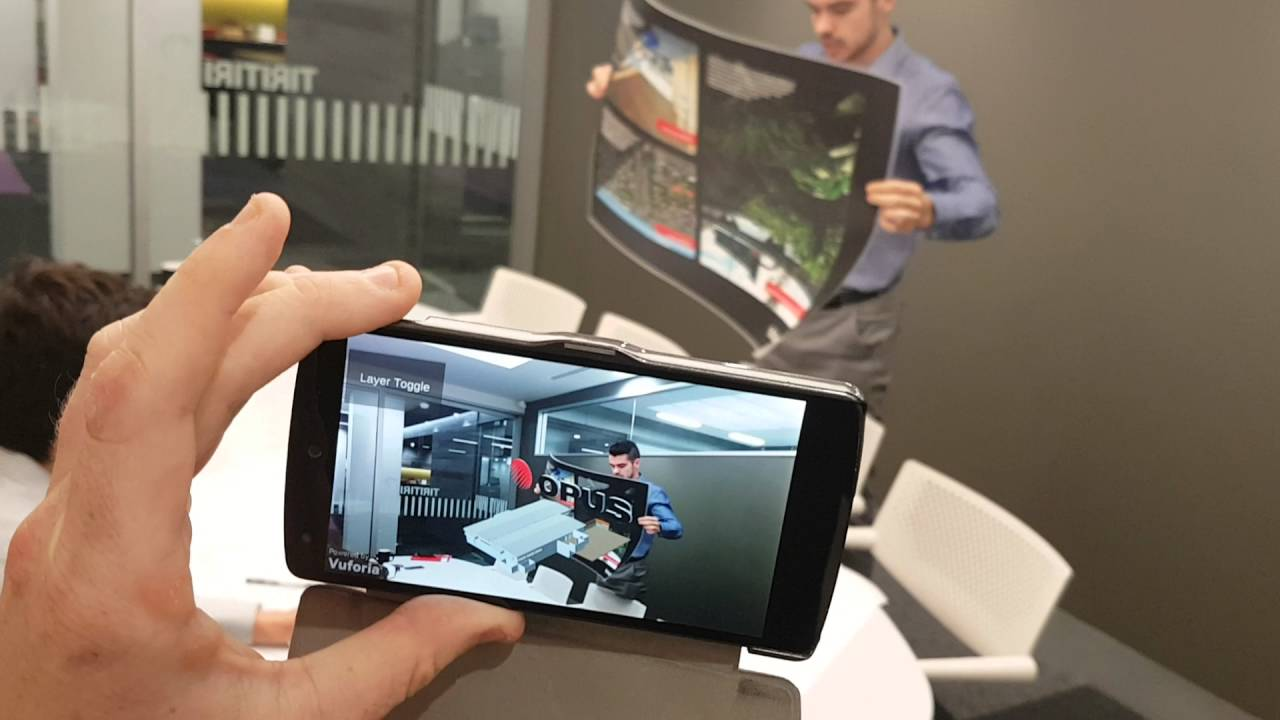 TIRITIRI
Layer Toggle
OPUS
TIRITIRI
Powered by
Vuforia